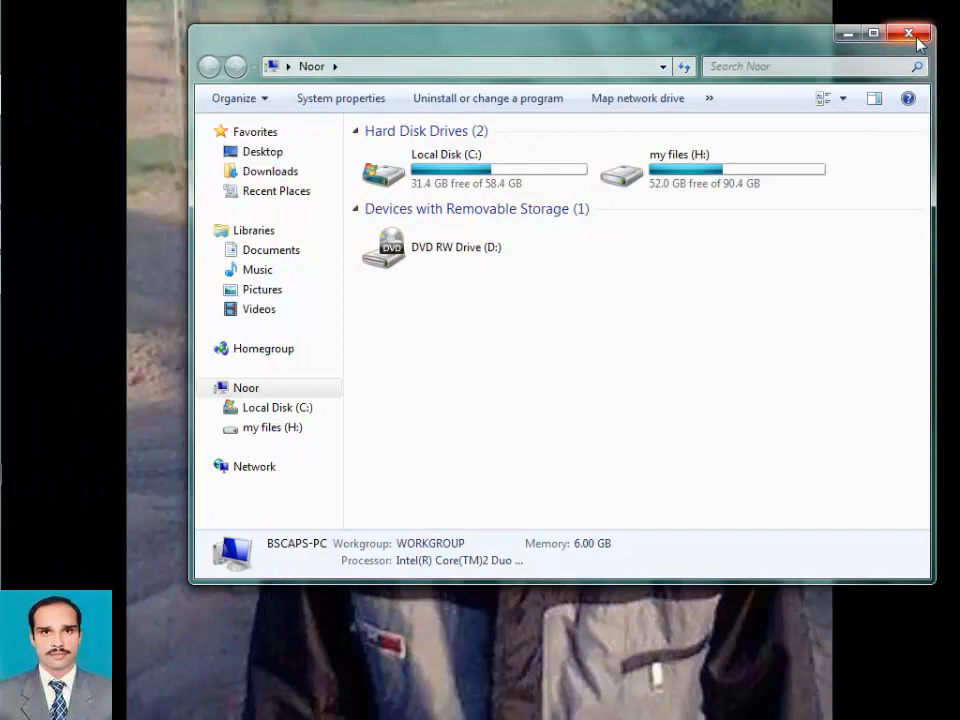 Noor
Search Noor
Organize
System properties
Uninstall or change a program
Map network drive
»
Favorites
Desktop
Downloads
Recent Places
Libraries
Documents
Music
Pictures
Videos
Homegroup
Noor
Local Disk (C:)
my files (H:)
Network
Hard Disk Drives (2)
Local Disk (C:)
31.4 GB free of 58.4 GB
my files (H:)
52.0 GB free of 90.4 GB
Devices with Removable Storage (1)
DVD
DVD RW Drive (D:)
BSCAPS-PC Workgroup: WORKGROUP Memory: 6.00 GB
Processor: Intel(R) Core(TM)2 Duo ...